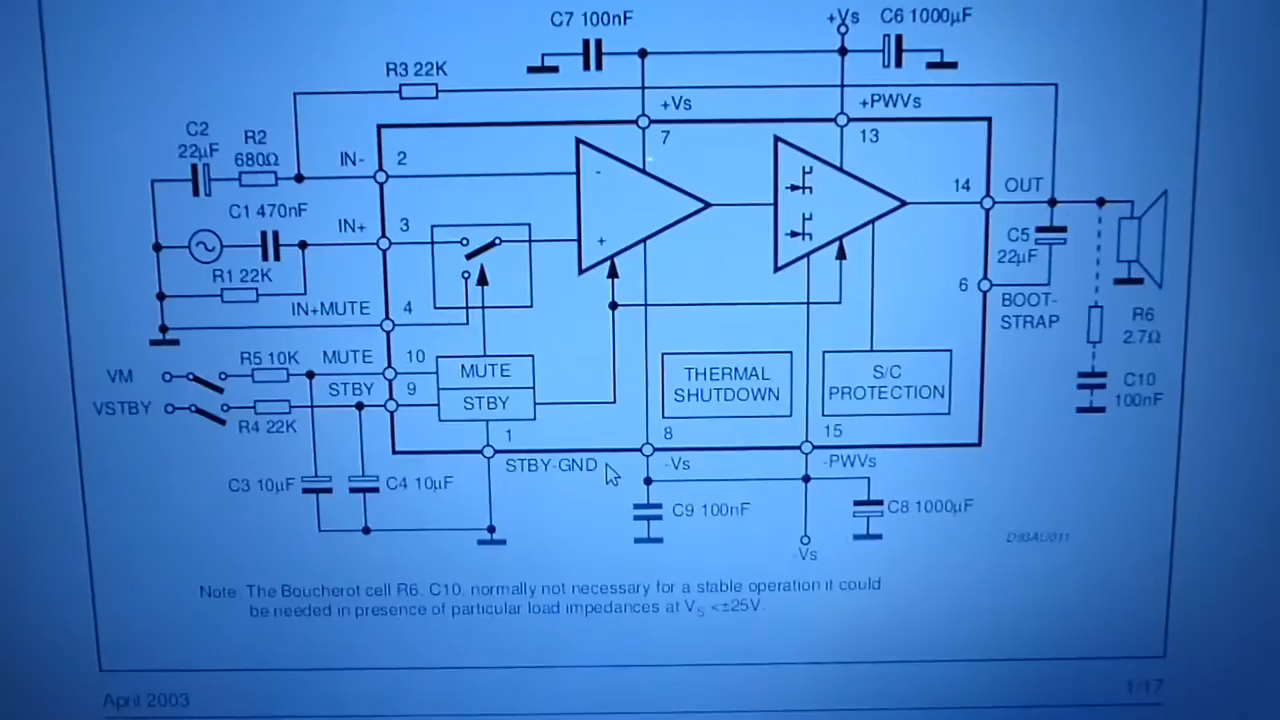 C7 100nF
+Vs
C6 1000µF
R3 22K
+Vs
+PWVs
C2
22µF
R2
680Ω
IN-
2
7
13
-
C1 470nF
IN+
3
+
14
OUT
R1 22K
C5
22µF
IN+MUTE
4
6
BOOT-
STRAP
R6
2.7Ω
VM
R5 10K
MUTE
10
MUTE
THERMAL
SHUTDOWN
S/C
PROTECTION
C10
100nF
VSTBY
STBY
9
STBY
R4 22K
1
8
15
STBY-GND
-Vs
-PWVs
C3 10µF
C4 10µF
C9 100nF
C8 1000µF
-Vs
D93AU011
Note: The Boucherot cell R6, C10, normally not necessary for a stable operation it could
be needed in presence of particular load impedances at VS <±25V.
April 2003
1/17